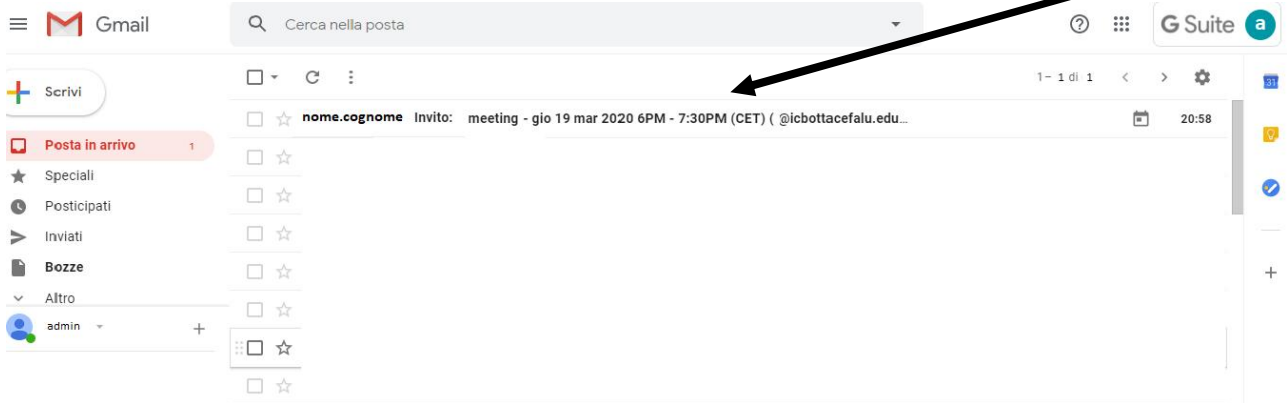 Gmail
Cerca nella posta
G Suite a
Scrivi
1 – 1 di 1
31
nome.cognome Invito: meeting - gio 19 mar 2020 6PM - 7:30PM (CET) ( @icbottacefalu.edu... 20:58
Posta in arrivo 1
Speciali
Posticipati
Inviati
Bozze
Altro
admin